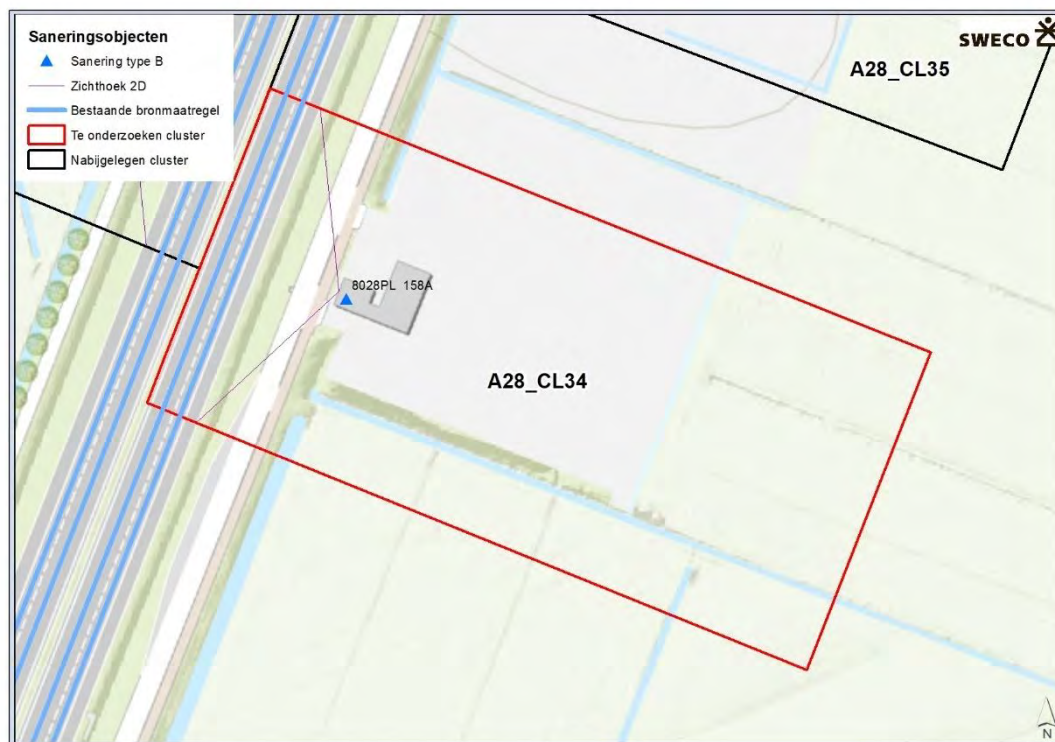 Saneringsobjecten
Sanering type B
Zichthoek 2D
Bestaande bronmaatregel
Te onderzoeken cluster
Nabijgelegen cluster
SWECO
A28_CL35
8028PL 158A
A28_CL34
N